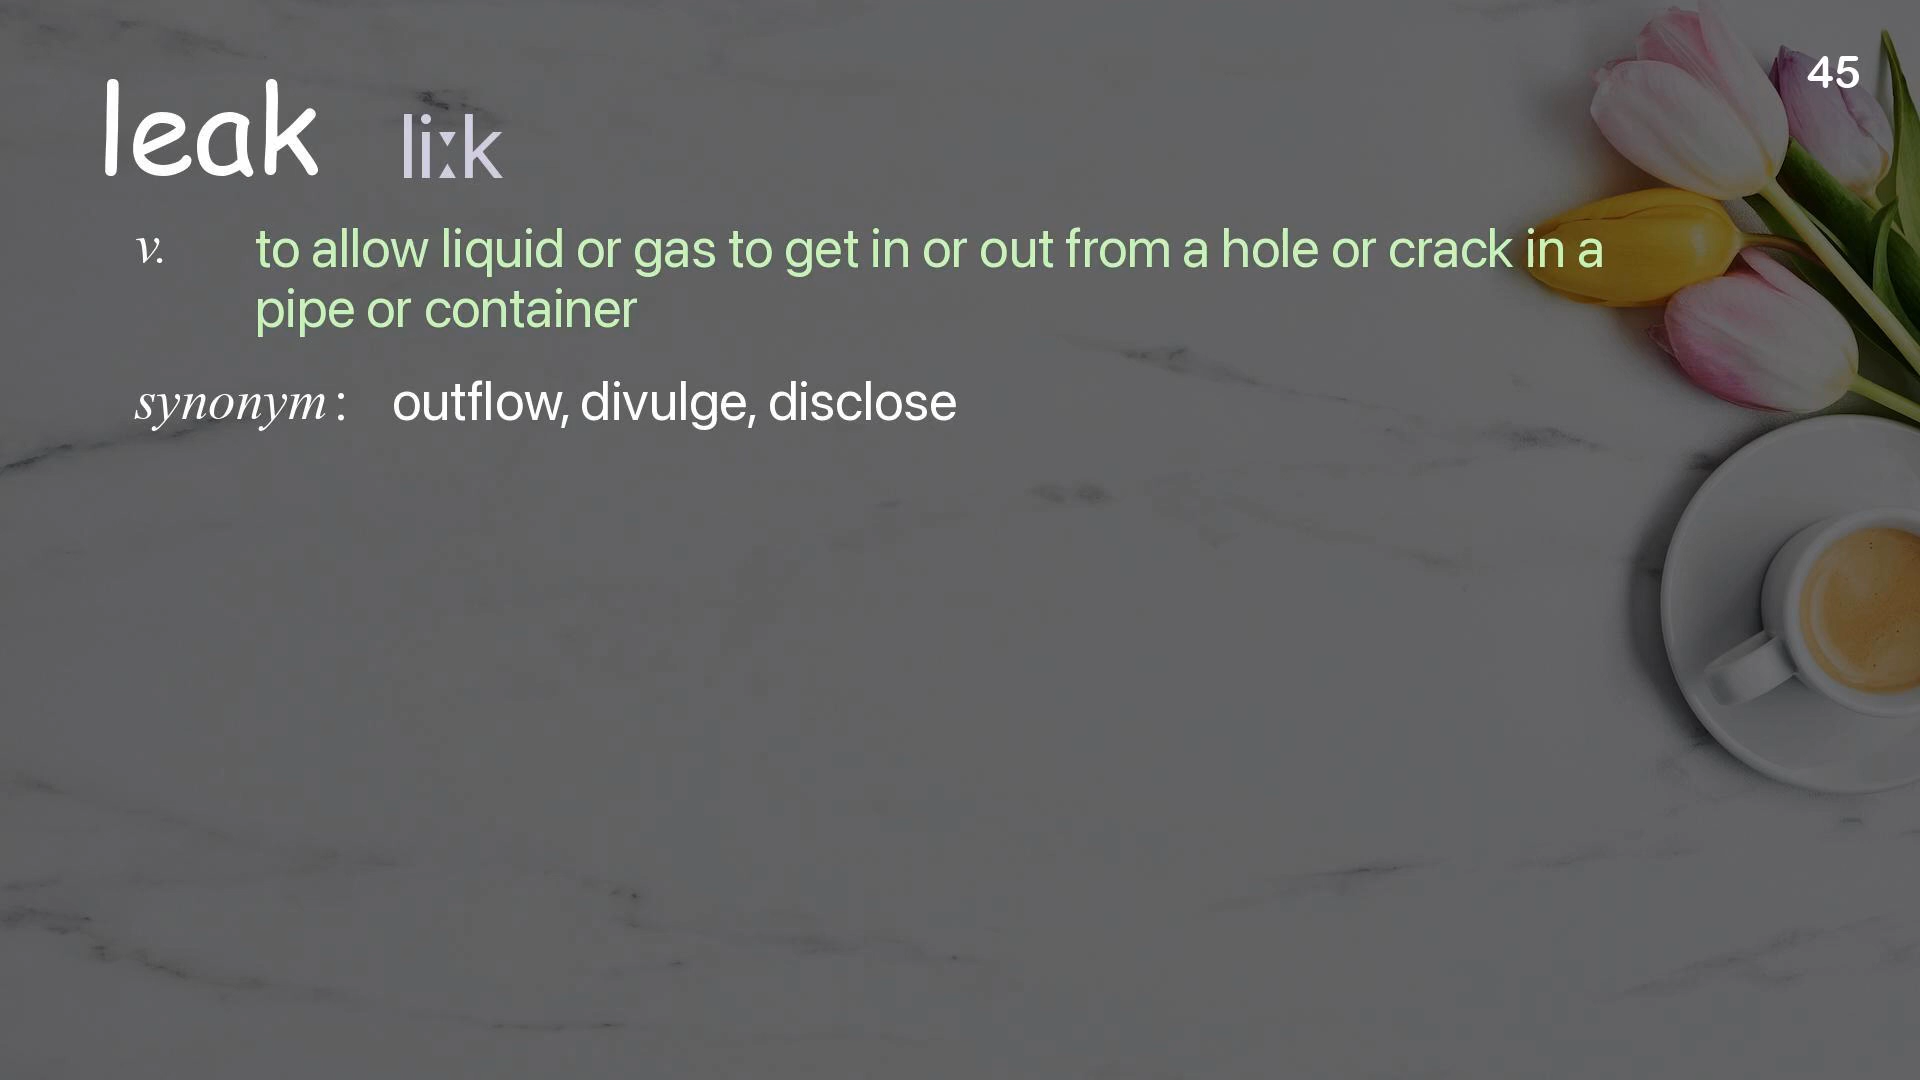 45
leak liːk
v. to allow liquid or gas to get in or out from a hole or crack in a
pipe or container
synonym : outflow, divulge, disclose